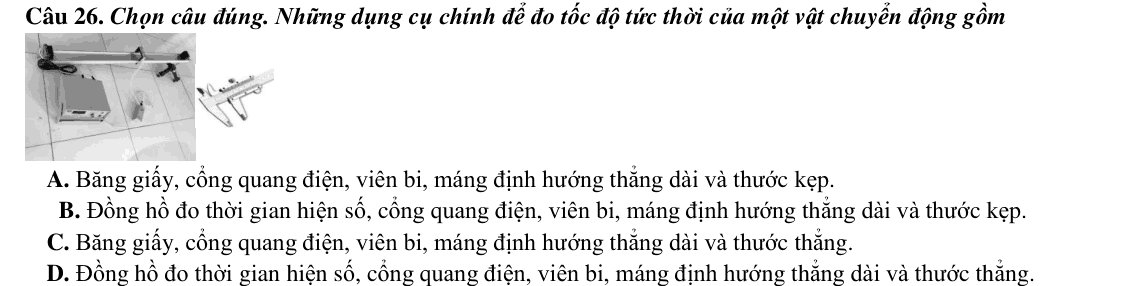 Câu 26. Chọn câu đúng. Những dụng cụ chính để đo tốc độ tức thời của một vật chuyển động gồm
A. Băng giấy, cổng quang điện, viên bi, máng định hướng thẳng dài và thước kẹp.
B. Đồng hồ đo thời gian hiện số, cổng quang điện, viên bi, máng định hướng thẳng dài và thước kẹp.
C. Băng giấy, cổng quang điện, viên bi, máng định hướng thẳng dài và thước thẳng.
D. Đồng hồ đo thời gian hiện số, cổng quang điện, viên bi, máng định hướng thẳng dài và thước thẳng.